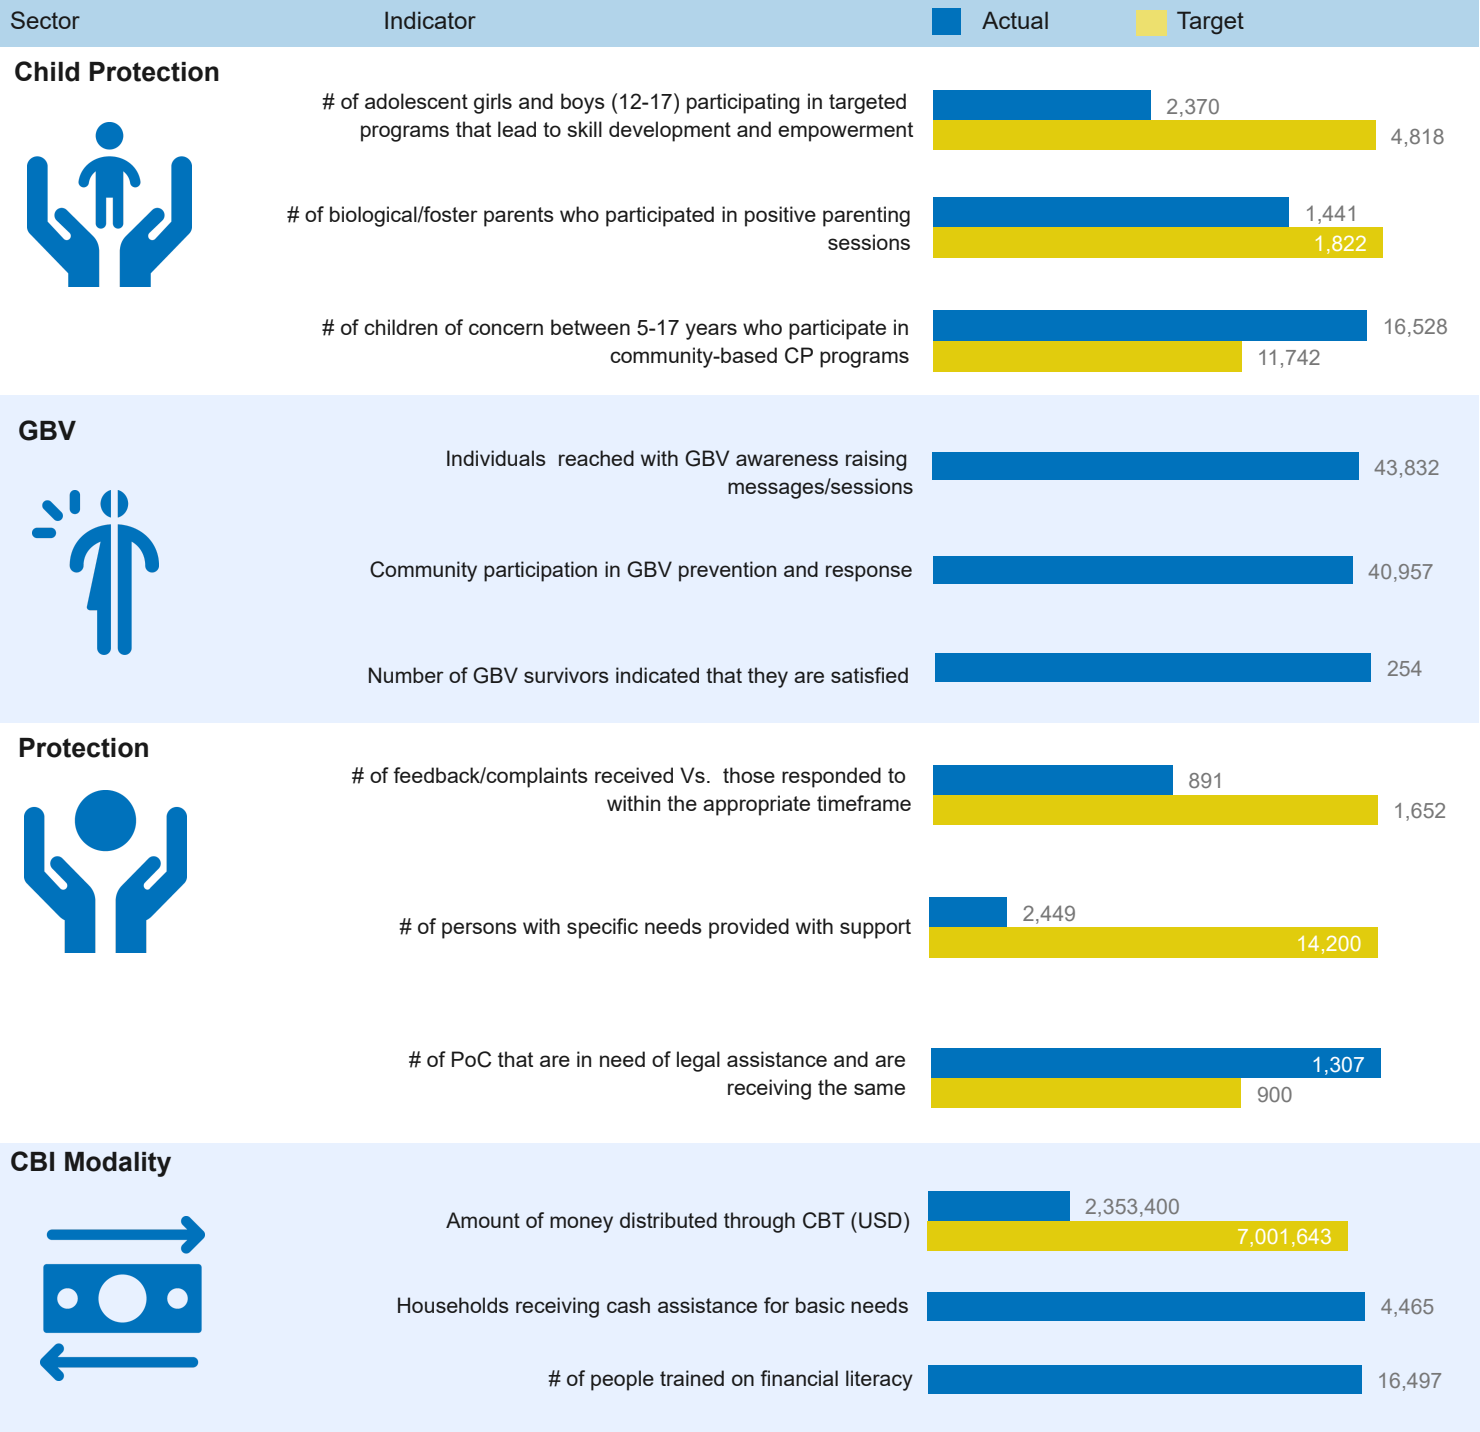 Sector Indicator Actual Target
Child Protection
# of adolescent girls and boys (12-17) participating in targeted
programs that lead to skill development and empowerment
2,370
4,818
# of biological/foster parents who participated in positive parenting
sessions
1,441
1,822
# of children of concern between 5-17 years who participate in
community-based CP programs
16,528
11,742
GBV
Individuals reached with GBV awareness raising
messages/sessions
43,832
Community participation in GBV prevention and response
40,957
Number of GBV survivors indicated that they are satisfied
254
Protection
# of feedback/complaints received Vs. those responded to
within the appropriate timeframe
891
1,652
# of persons with specific needs provided with support
2,449
14,200
# of PoC that are in need of legal assistance and are
receiving the same
1,307
900
CBI Modality
Amount of money distributed through CBT (USD)
2,353,400
7,001,643
Households receiving cash assistance for basic needs
4,465
# of people trained on financial literacy
16,497